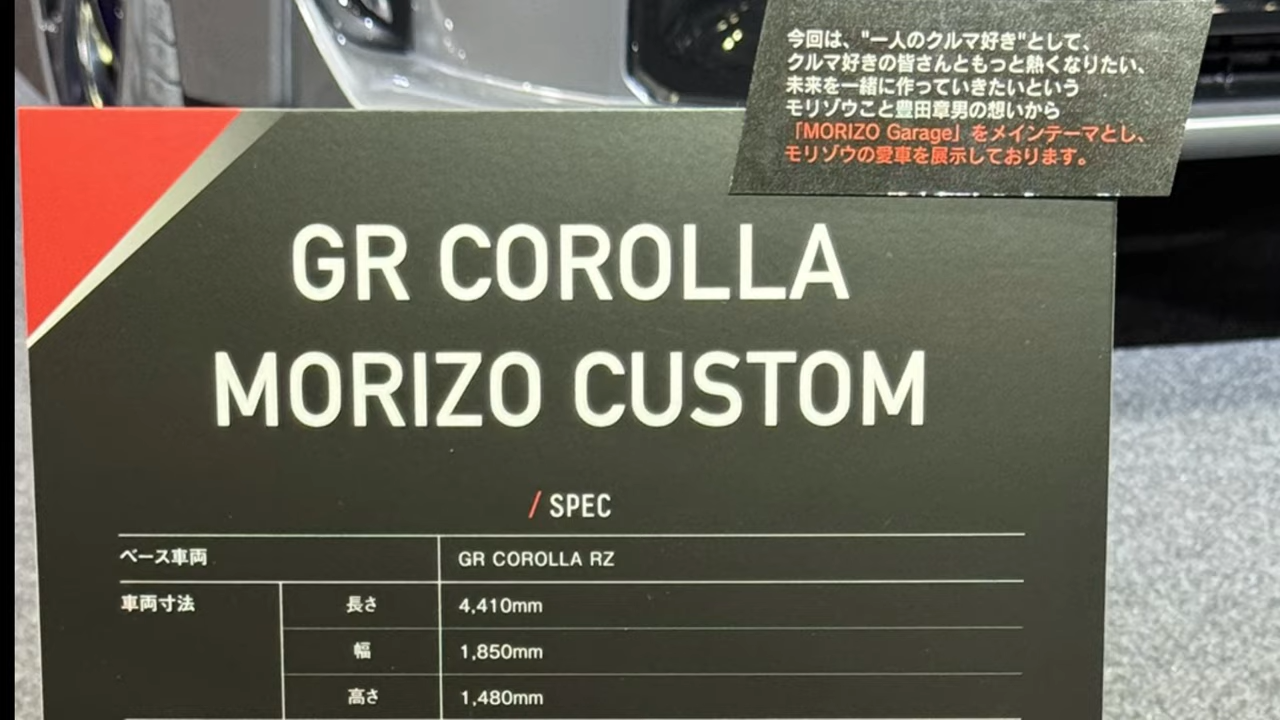 今回は、"一人のクルマ好き"として、
クルマ好きの皆さんともっと熱くなりたい、
未来を一緒に作っていきたいという
モリゾウこと豊田章男の想いから
「MORIZO Garage」をメインテーマとし、
モリゾウの愛車を展示しております。
GR COROLLA
MORIZO CUSTOM
/ SPEC
ベース車両 GR COROLLA RZ
車両寸法 長さ 4,410mm
幅 1,850mm
高さ 1,480mm